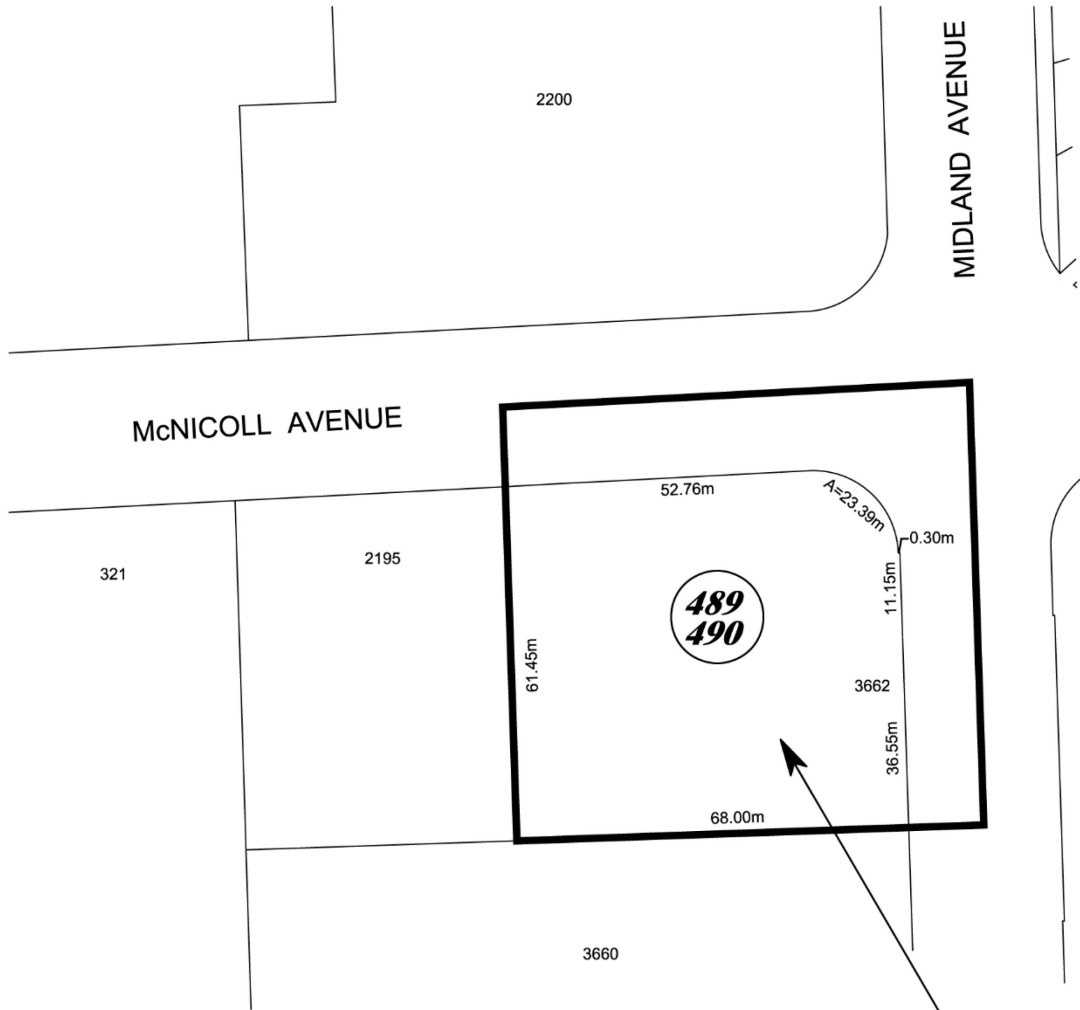 2200
MIDLAND AVENUE
McNICOLL AVENUE
52.76m
A=23.39m
0.30m
321
2195
11.15m
489
490
61.45m
3662
36.55m
68.00m
3660